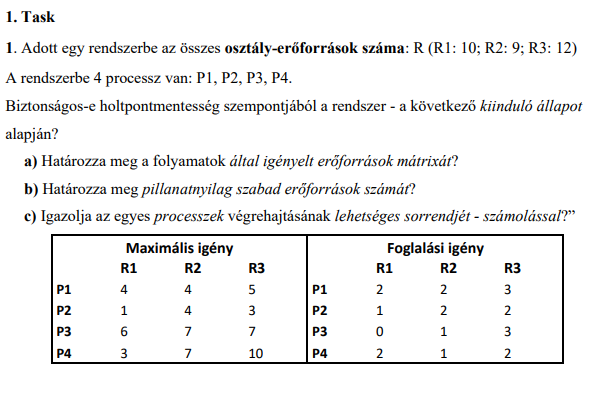 1. Task
1. Adott egy rendszerbe az összes osztály-erőforrások száma: R (R1: 10; R2: 9; R3: 12)
A rendszerbe 4 processz van: P1, P2, P3, P4.
Biztonságos-e holtpontmentesség szempontjából a rendszer - a következő kiinduló állapot
alapján?
a) Határozza meg a folyamatok által igényelt erőforrások mátrixát?
b) Határozza meg pillanatnyilag szabad erőforrások számát?
c) Igazolja az egyes processzek végrehajtásának lehetséges sorrendjét - számolással?”
Maximális igény Foglalási igény
R1 R2 R3 R1 R2 R3
P1 4 4 5 P1 2 2 3
P2 1 4 3 P2 1 2 2
P3 6 7 7 P3 0 1 3
P4 3 7 10 P4 2 1 2